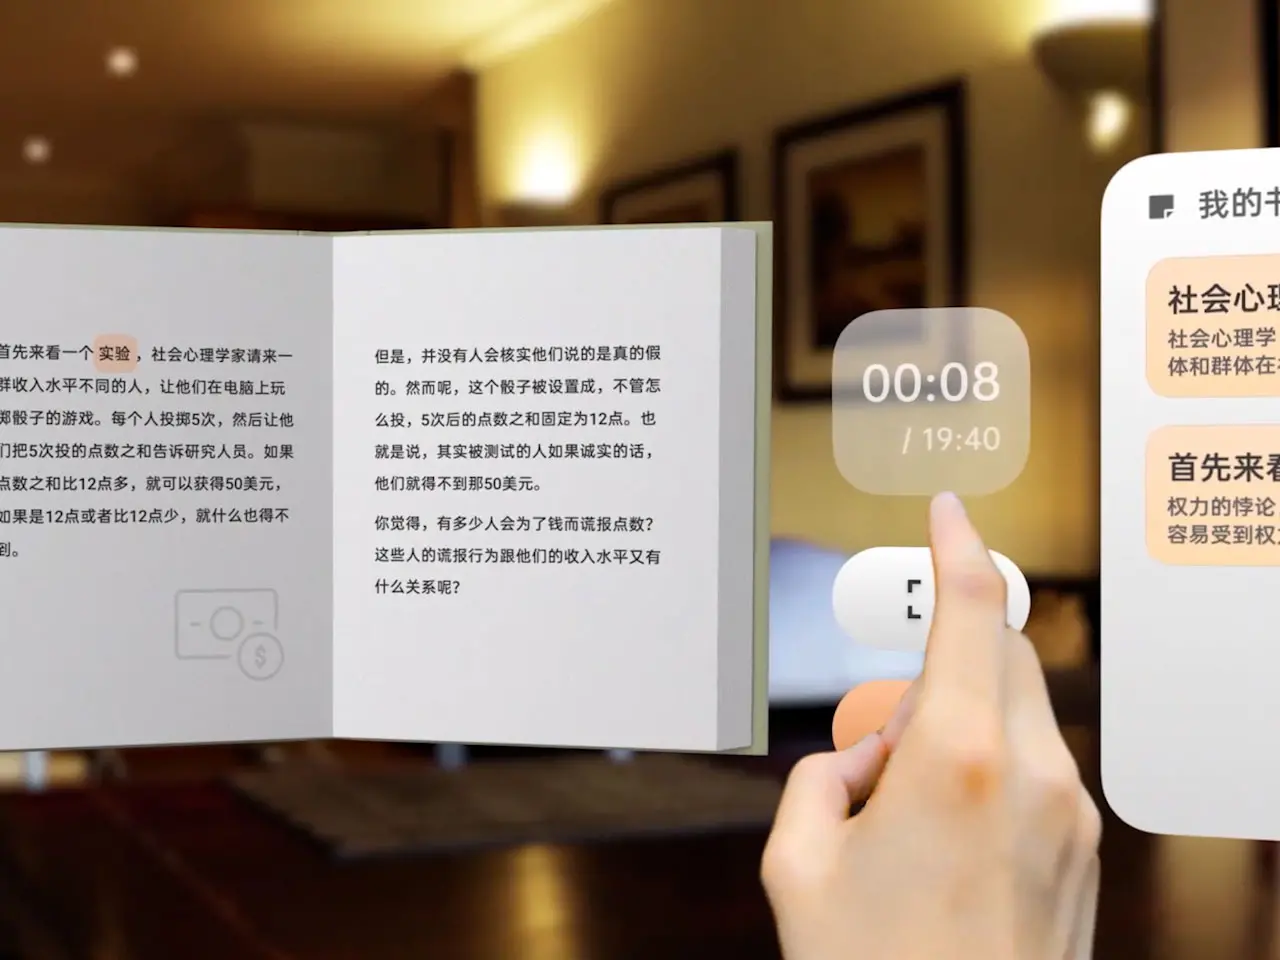 首先来看一个 实验 ，社会心理学家请来一
群收入水平不同的人，让他们在电脑上玩
掷骰子的游戏。每个人投掷5次，然后让他
们把5次投的点数之和告诉研究人员。如果
点数之和比12点多，就可以获得50美元，
如果是12点或者比12点少，就什么也得不
到。
$
但是，并没有人会核实他们说的是真的假
的。然而呢，这个骰子被设置成，不管怎
么投，5次后的点数之和固定为12点。也
就是说，其实被测试的人如果诚实的话，
他们就得不到那50美元。
你觉得，有多少人会为了钱而谎报点数？
这些人的谎报行为跟他们的收入水平又有
什么关系呢？
00:08
/ 19:40
我的书
社会心理
社会心理学
体和群体在
首先来看
权力的悖论
容易受到权力